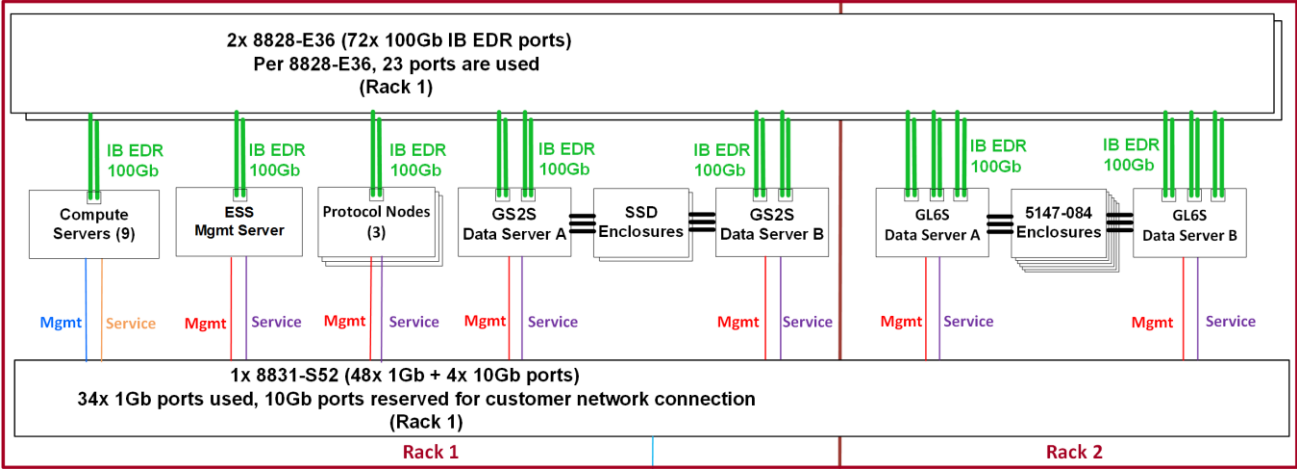 2x 8828-E36 (72x 100Gb IB EDR ports)
Per 8828-E36, 23 ports are used
(Rack 1)
IB EDR
100Gb
IB EDR
100Gb
IB EDR
100Gb
IB EDR
100Gb
IB EDR
100Gb
IB EDR
100Gb
IB EDR
100Gb
Compute
Servers (9)
ESS
Mgmt Server
Protocol Nodes
(3)
GS2S
Data Server A
SSD
Enclosures
GS2S
Data Server B
GL6S
Data Server A
5147-084
Enclosures
GL6S
Data Server B
Mgmt
Service
Mgmt
Service
Mgmt
Service
Mgmt
Service
Mgmt
Service
Mgmt
Service
Mgmt
Service
1x 8831-S52 (48x 1Gb + 4x 10Gb ports)
34x 1Gb ports used, 10Gb ports reserved for customer network connection
(Rack 1)
Rack 1
Rack 2